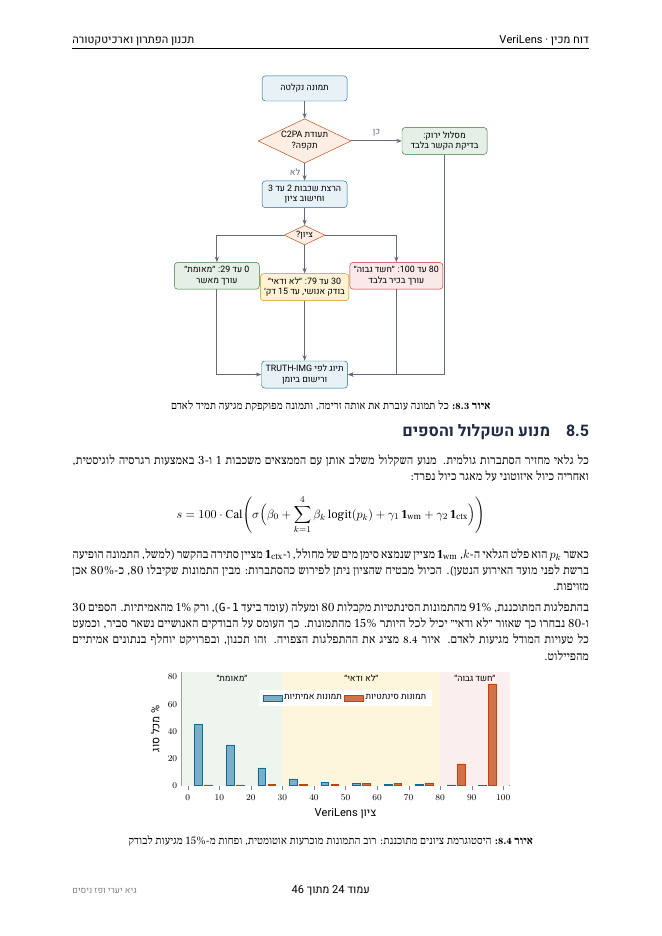 דוח מכין · VeriLens
תכנון הפתרון וארכיטקטורה
תמונה נקלטה
תעודת C2PA
תקפה?
כן
מסלול ירוק:
בדיקת הקשר בלבד
לא
הרצת שכבות 2 עד 3
וחישוב ציון
ציון?
80 עד 100: "חשד גבוה"
עורך בכיר בלבד
30 עד 79: "לא ודאי"
בודק אנושי, עד 15 דק'
0 עד 29: "מאומת"
עורך מאשר
תיוג לפי TRUTH-IMG
ורישום ביומן
איור 8.3: כל תמונה עוברת את אותה זרימה, ותמונה מפוקפקת מגיעה תמיד לאדם
8.5 מנוע השקלול והספים
כל גלאי מחזיר הסתברות גולמית. מנוע השקלול משלב אותן עם הממצאים משכבות 1 ו-3 באמצעות רגרסיה לוגיסטית,
ואחריה כיול איזוטוני על מאגר כיול נפרד:
s = 100 · Cal(σ(β₀ + ∑₍k=1₎⁴ βₖ logit(pₖ) + γ₁ 1wm + γ₂ 1ctx))
כאשר pₖ הוא פלט הגלאי ה-k, 1wm מציין שנמצא סימן מים של מחולל, ו-1ctx מציין סתירה בהקשר (למשל, התמונה הופיעה
ברשת לפני מועד האירוע הנטען). הכיול מבטיח שהציון ניתן לפירוש כהסתברות: מבין התמונות שקיבלו 80, כ-80% אכן
מזויפות.
בהתפלגות המתוכננת, 91% מהתמונות הסינתטיות מקבלות 80 ומעלה (עומד ביעד G-1), ורק 1% מהאמיתיות. הספים 30
ו-80 נבחרו כך שאזור "לא ודאי" יכיל לכל היותר 15% מהתמונות. כך העומס על הבודקים האנושיים נשאר סביר, וכמעט
כל טעויות המודל מגיעות לאדם. איור 8.4 מציג את ההתפלגות הצפויה. זהו תכנון, ובפרויקט יוחלף בנתונים אמיתיים
מהפיילוט.
"מאומת"
"לא ודאי"
"חשד גבוה"
תמונות אמיתיות
תמונות סינתטיות
% מכל סוג
80
60
40
20
0
0 10 20 30 40 50 60 70 80 90 100
ציון VeriLens
איור 8.4: היסטוגרמת ציונים מתוכננת: רוב התמונות מוכרעות אוטומטית, ופחות מ-15% מגיעות לבודק
עמוד 24 מתוך 46
גיא יערי ופז ניסים